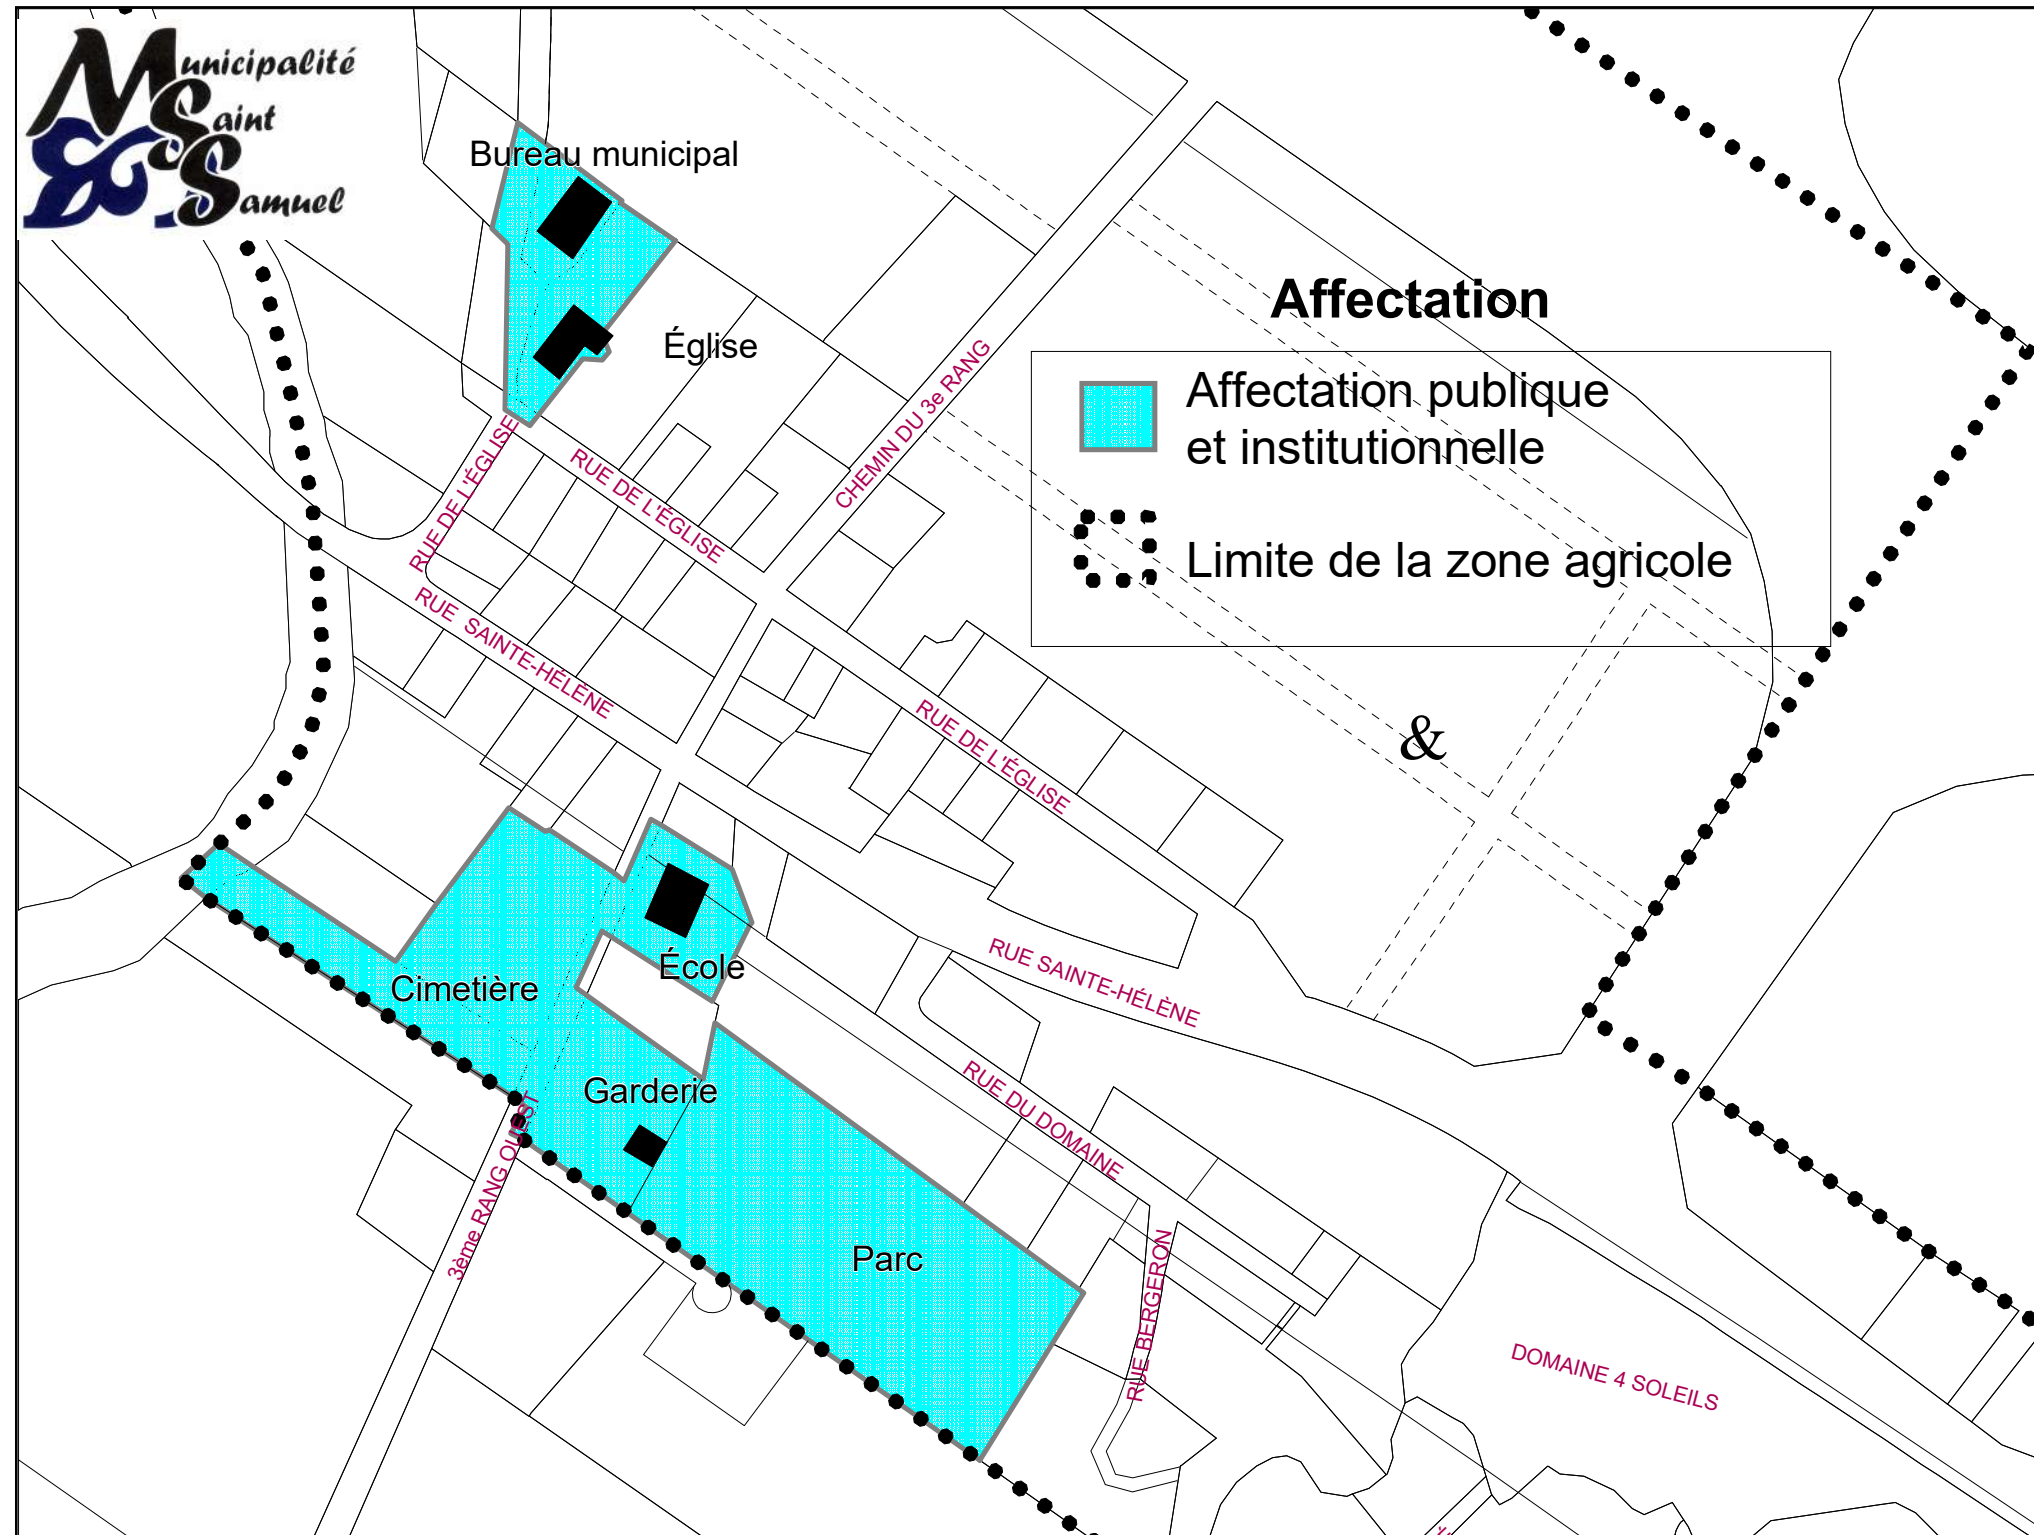 Municipalité
Saint
Samuel
Bureau municipal
Église
Affectation
Affectation publique
et institutionnelle
Limite de la zone agricole
CHEMIN DU 3e RANG
RUE DE L'ÉGLISE
RUE DE L'ÉGLISE
RUE SAINTE-HÉLÈNE
RUE DE L'ÉGLISE
&
École
Cimetière
RUE SAINTE-HÉLÈNE
Garderie
RUE DU DOMAINE
3ème RANG OUEST
Parc
RUE BERGERON
DOMAINE 4 SOLEILS